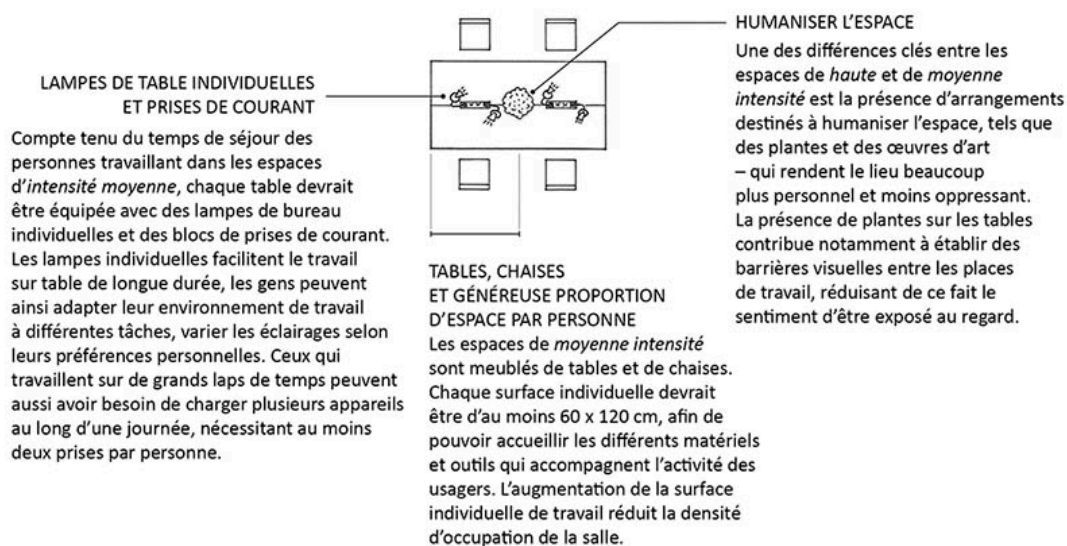 LAMPES DE TABLE INDIVIDUELLES
ET PRISES DE COURANT
Compte tenu du temps de séjour des
personnes travaillant dans les espaces
d’intensité moyenne, chaque table devrait
être équipée avec des lampes de bureau
individuelles et des blocs de prises de courant.
Les lampes individuelles facilitent le travail
sur table de longue durée, les gens peuvent
ainsi adapter leur environnement de travail
à différentes tâches, varier les éclairages selon
leurs préférences personnelles. Ceux qui
travaillent sur de grands laps de temps peuvent
aussi avoir besoin de charger plusieurs appareils
au long d’une journée, nécessitant au moins
deux prises par personne.
TABLES, CHAISES
ET GÉNÉREUSE PROPORTION
D’ESPACE PAR PERSONNE
Les espaces de moyenne intensité
sont meublés de tables et de chaises.
Chaque surface individuelle devrait
être d’au moins 60 x 120 cm, afin de
pouvoir accueillir les différents matériels
et outils qui accompagnent l’activité des
usagers. L’augmentation de la surface
individuelle de travail réduit la densité
d’occupation de la salle.
HUMANISER L’ESPACE
Une des différences clés entre les
espaces de haute et de moyenne
intensité est la présence d’arrangements
destinés à humaniser l’espace, tels que
des plantes et des œuvres d’art
– qui rendent le lieu beaucoup
plus personnel et moins oppressant.
La présence de plantes sur les tables
contribue notamment à établir des
barrières visuelles entre les places
de travail, réduisant de ce fait le
sentiment d’être exposé au regard.